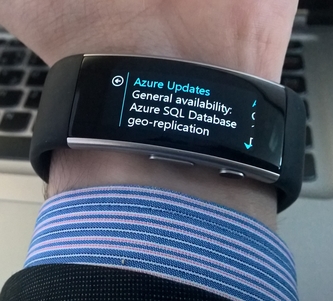 Azure Updates
General availability:
Azure SQL Database
geo-replication